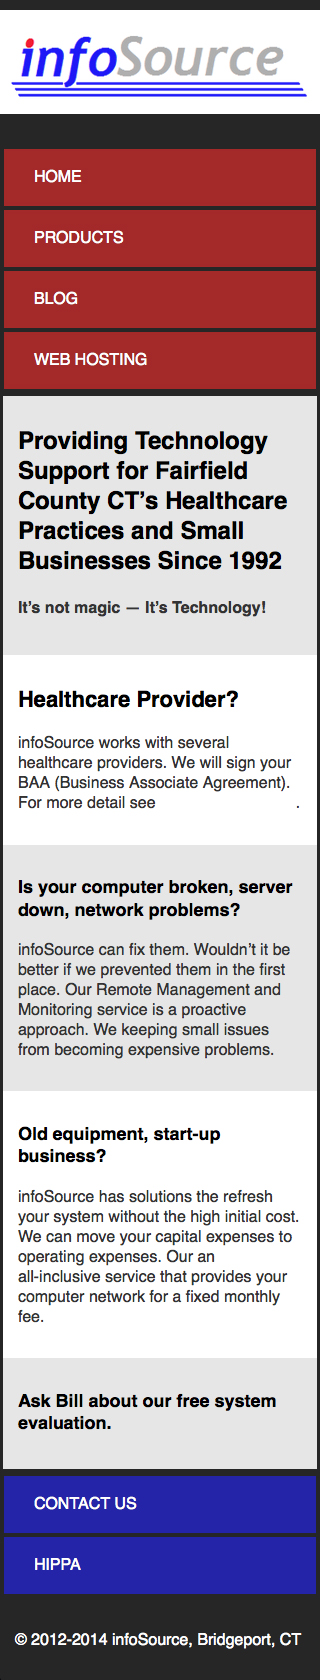 infoSource
HOME
PRODUCTS
BLOG
WEB HOSTING
Providing Technology
Support for Fairfield
County CT’s Healthcare
Practices and Small
Businesses Since 1992
It’s not magic — It’s Technology!
Healthcare Provider?
infoSource works with several
healthcare providers. We will sign your
BAA (Business Associate Agreement).
For more detail see .
Is your computer broken, server
down, network problems?
infoSource can fix them. Wouldn’t it be
better if we prevented them in the first
place. Our Remote Management and
Monitoring service is a proactive
approach. We keeping small issues
from becoming expensive problems.
Old equipment, start-up
business?
infoSource has solutions the refresh
your system without the high initial cost.
We can move your capital expenses to
operating expenses. Our an
all-inclusive service that provides your
computer network for a fixed monthly
fee.
Ask Bill about our free system
evaluation.
CONTACT US
HIPPA
© 2012-2014 infoSource, Bridgeport, CT